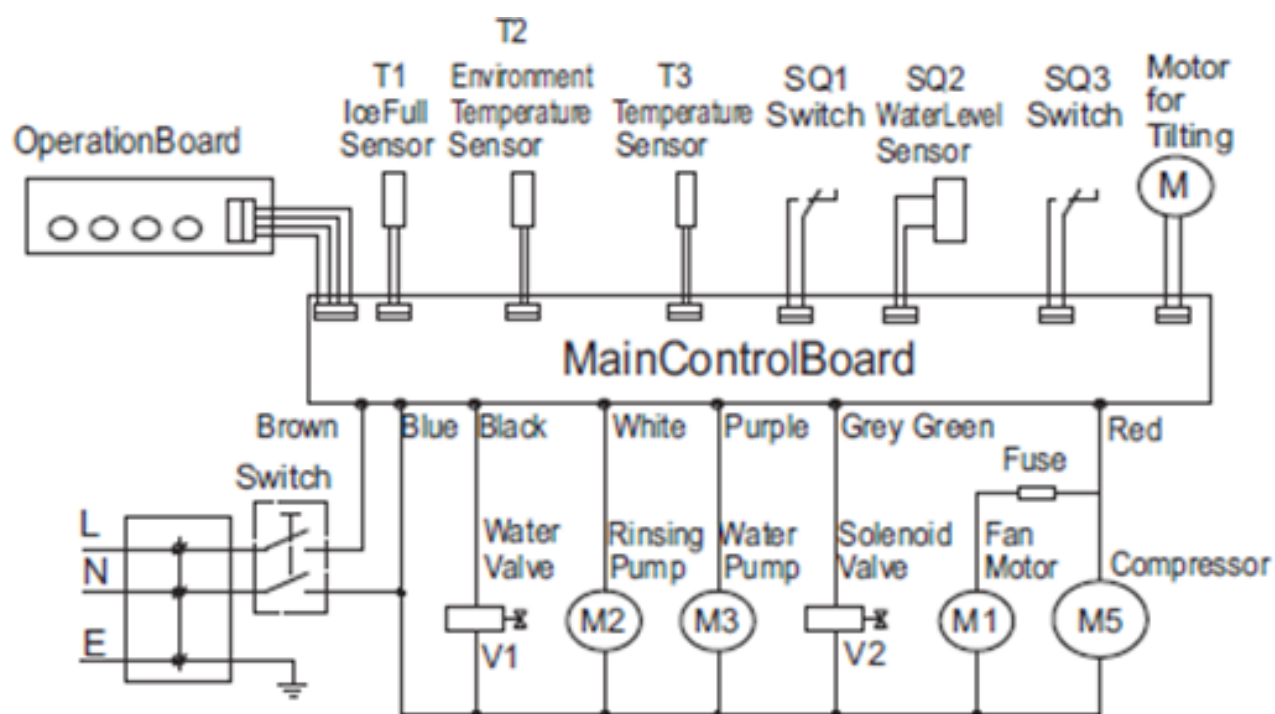 OperationBoard
T1
IceFull
Sensor
T2
Environment
Temperature
Sensor
T3
Temperature
Sensor
SQ1
Switch
SQ2
WaterLevel
Sensor
SQ3
Switch
Motor
for
Tilting
M
MainControlBoard
Brown
Blue
Black
White
Purple
Grey Green
Red
Switch
L
N
E
Water
Valve
V1
Rinsing
Pump
M2
Water
Pump
M3
Solenoid
Valve
V2
Fuse
Fan
Motor
M1
Compressor
M5